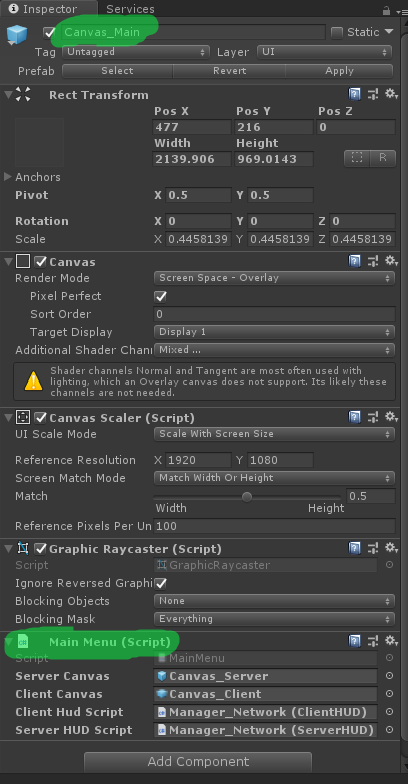 Inspector Services
Canvas_Main Static
Tag Untagged Layer UI
Prefab Select Revert Apply
Rect Transform
Pos X Pos Y Pos Z
477 216 0
Width Height
2139.906 969.0143 R
Anchors
Pivot X 0.5 Y 0.5
Rotation X 0 Y 0 Z 0
Scale X 0.4458139 Y 0.4458139 Z 0.4458139
Canvas
Render Mode Screen Space - Overlay
Pixel Perfect
Sort Order 0
Target Display Display 1
Additional Shader Chan Mixed ...
Shader channels Normal and Tangent are most often used with
lighting, which an Overlay canvas does not support. Its likely these
channels are not needed.
Canvas Scaler (Script)
UI Scale Mode Scale With Screen Size
Reference Resolution X 1920 Y 1080
Screen Match Mode Match Width Or Height
Match 0.5
Width Height
Reference Pixels Per Un 100
Graphic Raycaster (Script)
Script GraphicRaycaster
Ignore Reversed Graphi
Blocking Objects None
Blocking Mask Everything
Main Menu (Script)
Script MainMenu
Server Canvas Canvas_Server
Client Canvas Canvas_Client
Client Hud Script Manager_Network (ClientHUD)
Server HUD Script Manager_Network (ServerHUD)
Add Component